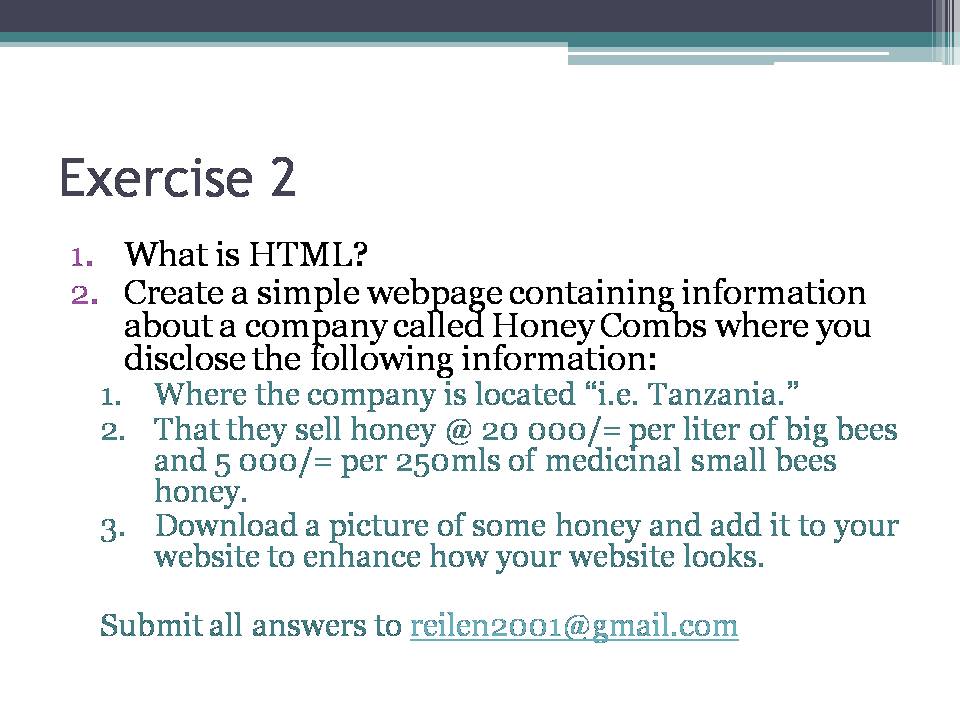 Exercise 2
1. What is HTML?
2. Create a simple webpage containing information
about a company called Honey Combs where you
disclose the following information:
1. Where the company is located “i.e. Tanzania.”
2. That they sell honey @ 20 000/= per liter of big bees
and 5 000/= per 250mls of medicinal small bees
honey.
3. Download a picture of some honey and add it to your
website to enhance how your website looks.
Submit all answers to reilen2001@gmail.com